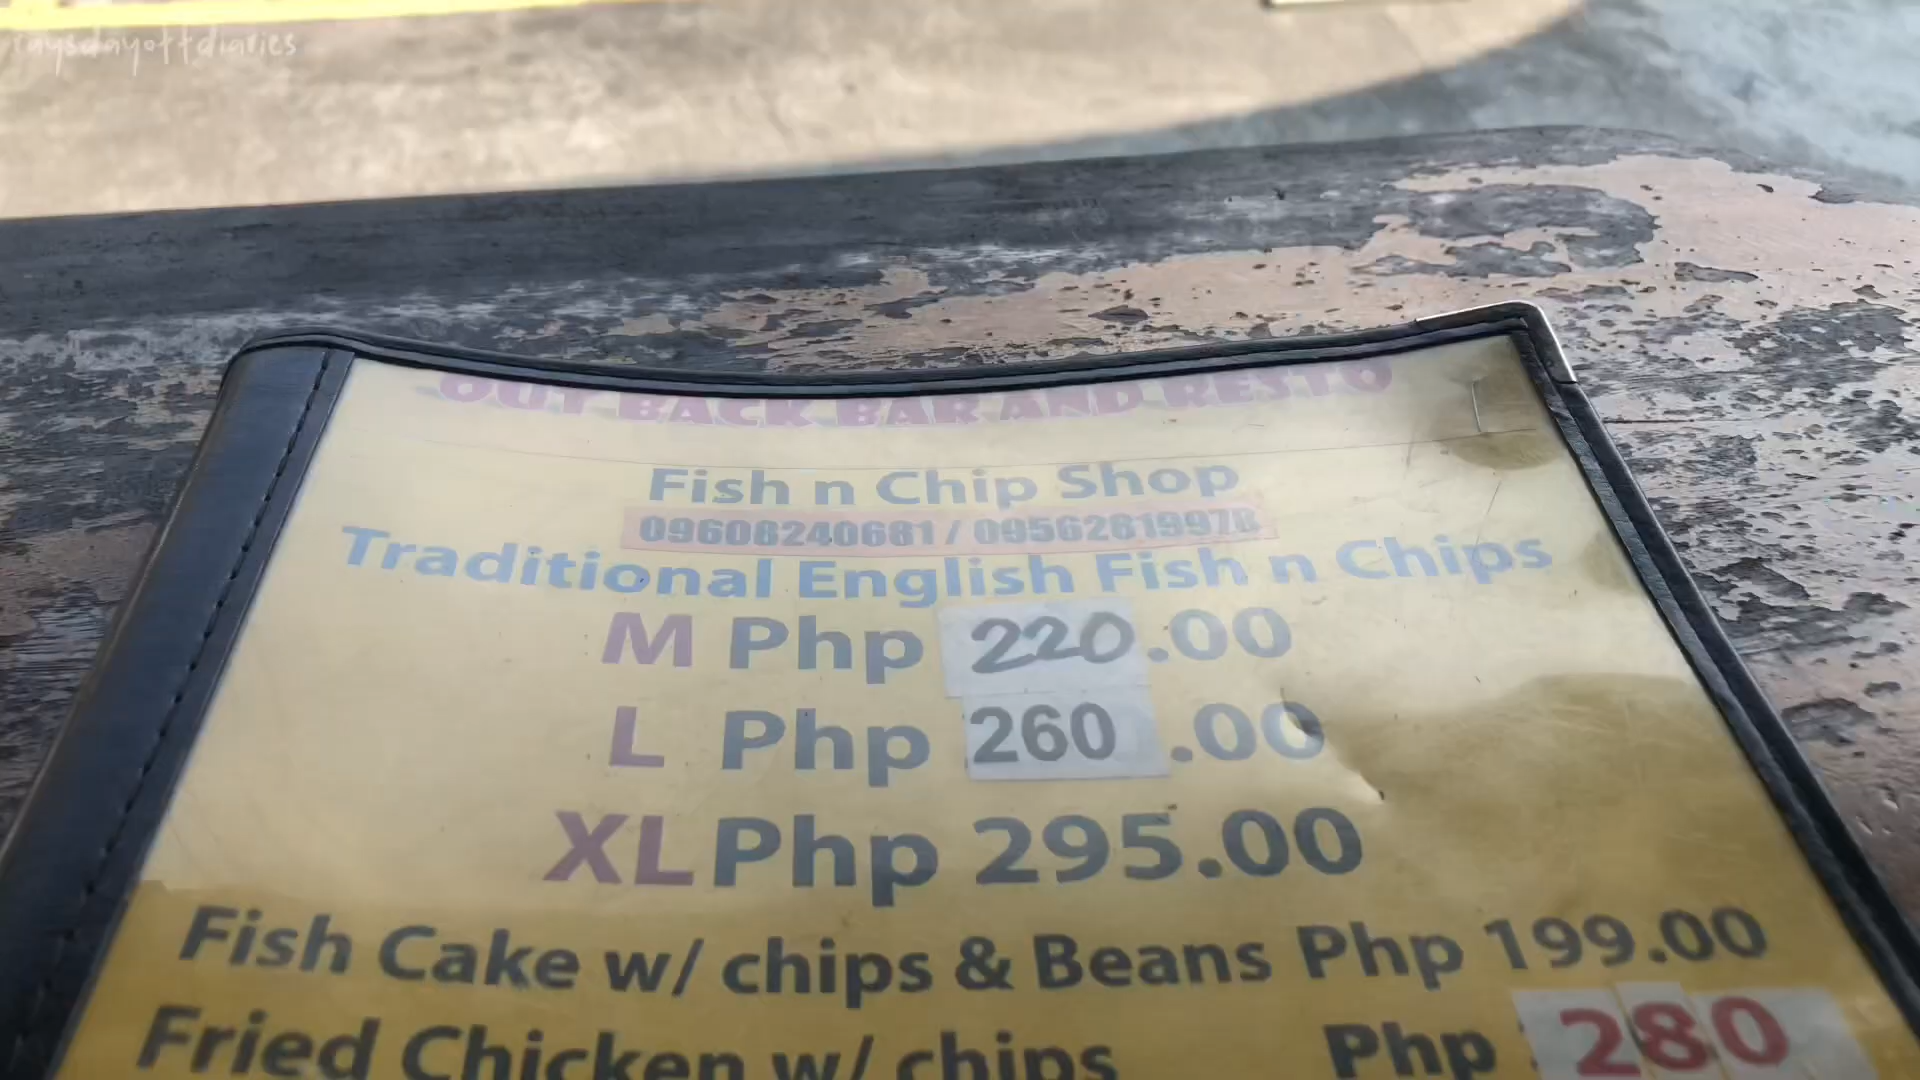 raysdayoffdiaries
OUT BACK BAR AND RESTO
Fish n Chip Shop
09608240681 / 09562819978
Traditional English Fish n Chips
M Php 220.00
L Php 260.00
XL Php 295.00
Fish Cake w/ chips & Beans Php 199.00
Fried Chicken w/ chips Php 280